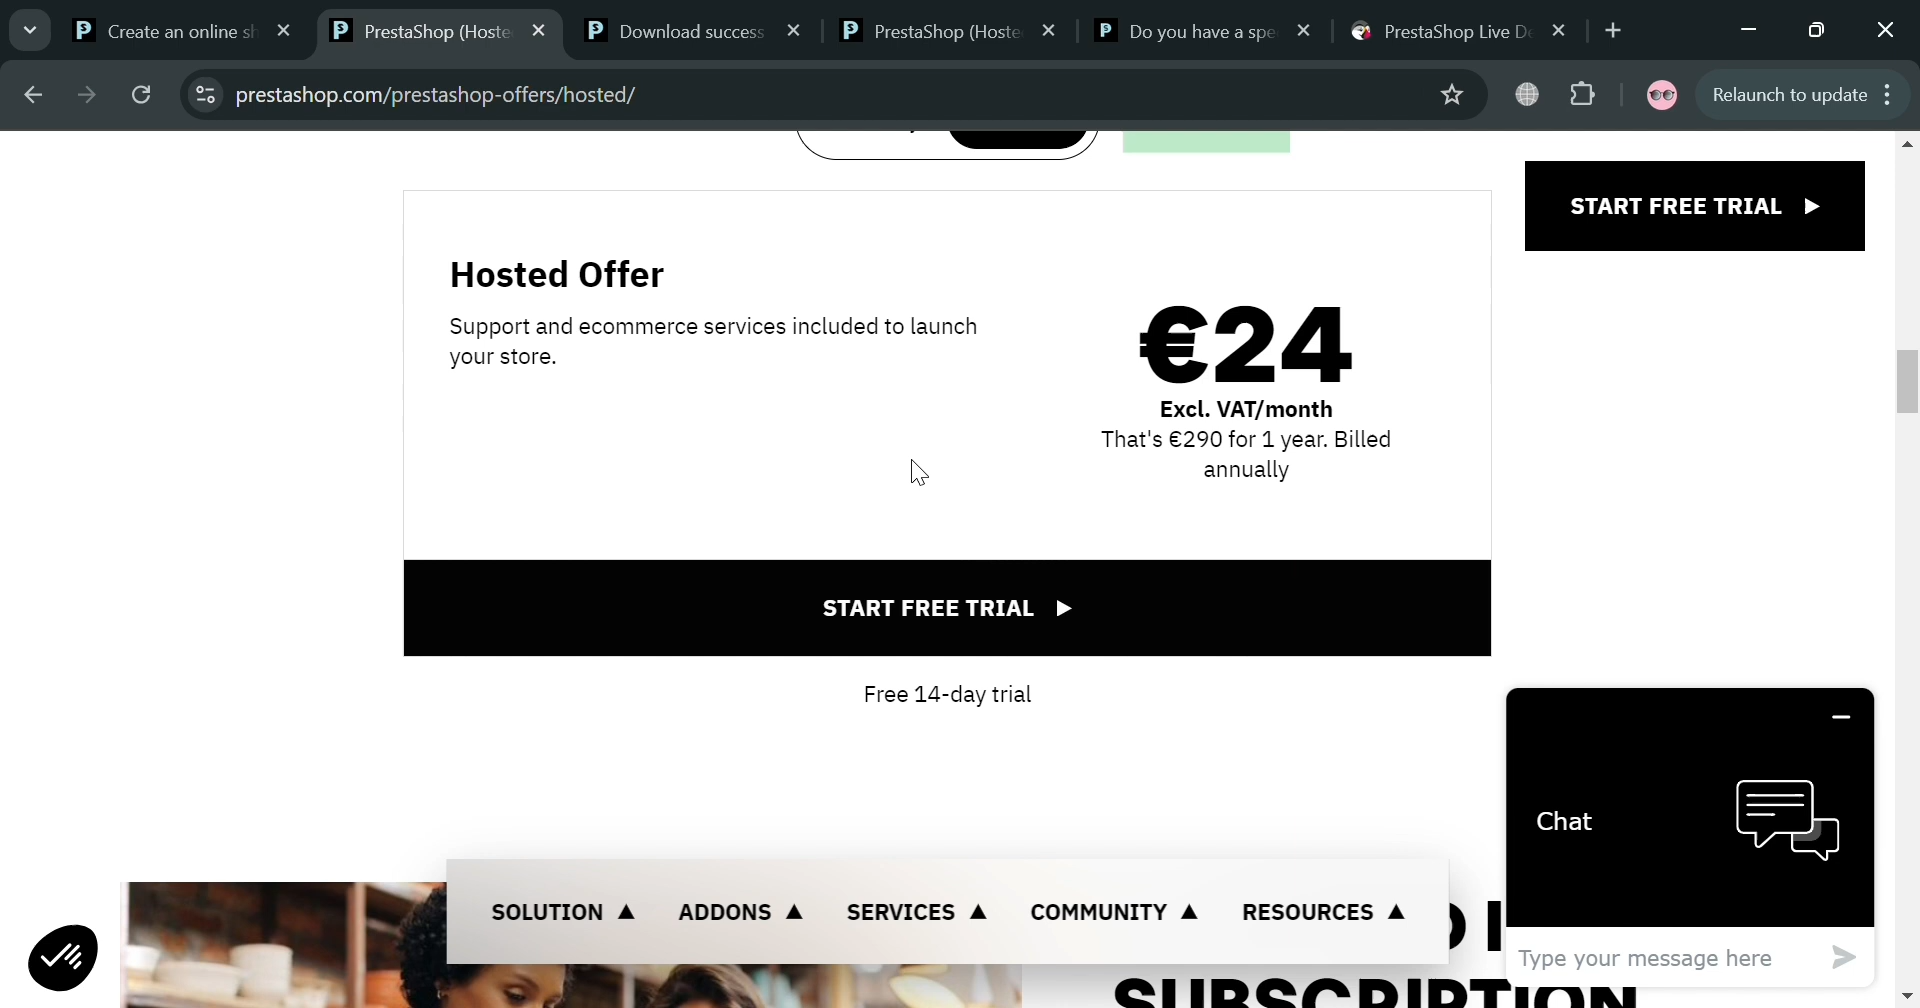 Create an online sh
PrestaShop (Hoste
Download success
PrestaShop (Hoste
Do you have a spe
PrestaShop Live De
prestashop.com/prestashop-offers/hosted/
Relaunch to update
START FREE TRIAL ▶
Hosted Offer
Support and ecommerce services included to launch
your store.
€24
Excl. VAT/month
That's €290 for 1 year. Billed
annually
START FREE TRIAL ▶
Free 14-day trial
Chat
SOLUTION ▲ ADDONS ▲ SERVICES ▲ COMMUNITY ▲ RESOURCES ▲
Type your message here
SUBSCRIPTION